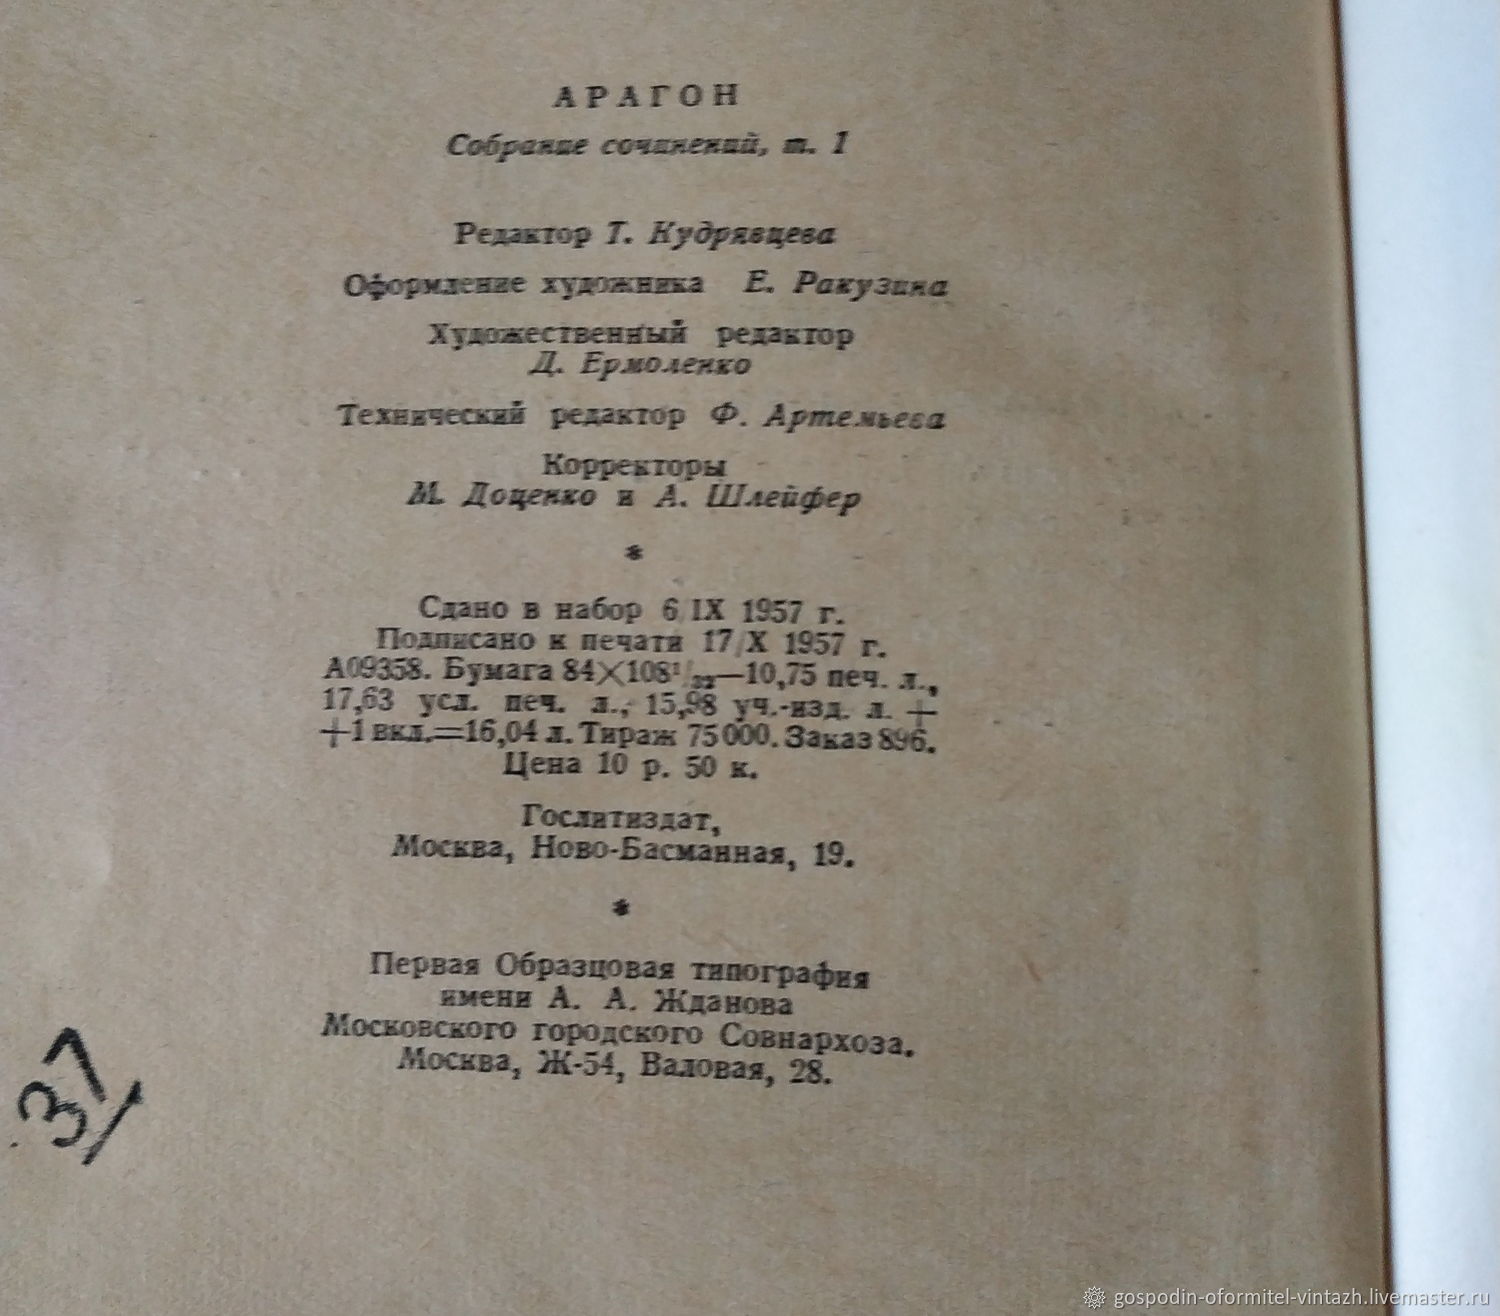 АРАГОН
Собрание сочинений, т. 1
Редактор Т. Кудрявцева
Оформление художника Е. Ракузина
Художественный редактор
Д. Ермоленко
Технический редактор Ф. Артемьева
Корректоры
М. Доценко и А. Шлейфер
*
Сдано в набор 6/IX 1957 г.
Подписано к печати 17/X 1957 г.
А09358. Бумага 84×108¹/₃₂—10,75 печ. л.,
17,63 усл. печ. л., 15,98 уч.-изд. л. +
+1 вкл.=16,04 л. Тираж 75 000. Заказ 896.
Цена 10 р. 50 к.
Гослитиздат,
Москва, Ново-Басманная, 19.
*
Первая Образцовая типография
имени А. А. Жданова
Московского городского Совнархоза.
Москва, Ж-54, Валовая, 28.
37
gospodin-oformitel-vintazh.livemaster.ru